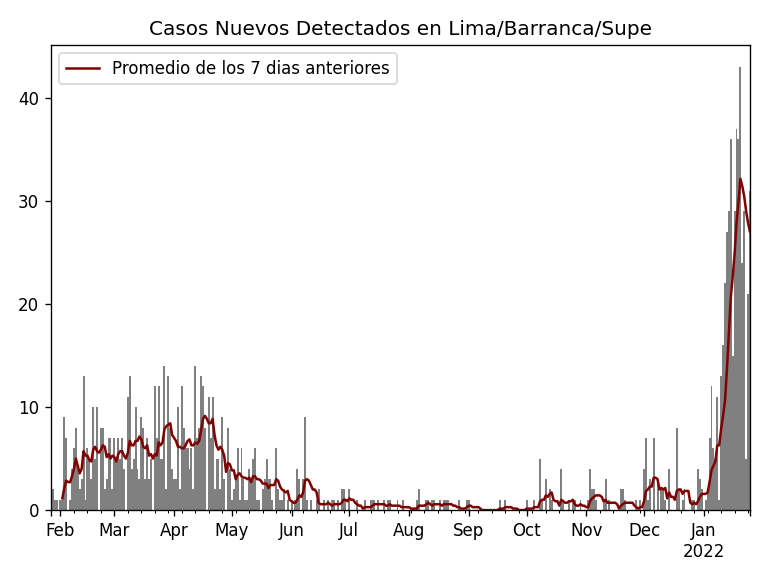 Casos Nuevos Detectados en Lima/Barranca/Supe
Promedio de los 7 dias anteriores
40
30
20
10
0
Feb Mar Apr May Jun Jul Aug Sep Oct Nov Dec Jan
2022